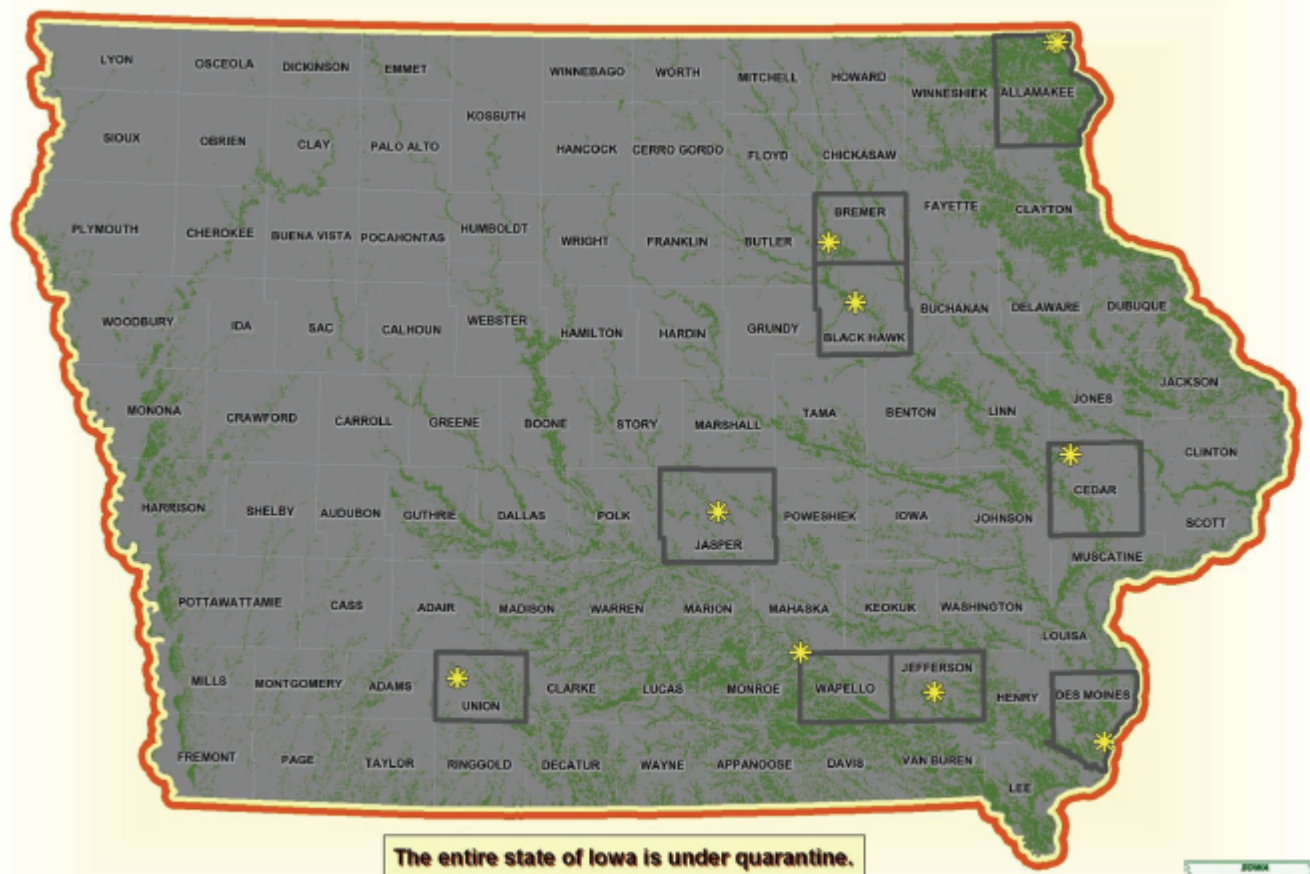 LYON OSCEOLA DICKINSON EMMET WINNEBAGO WORTH MITCHELL HOWARD
WINNESHIEK ALLAMAKEE
KOSSUTH
SIOUX OBRIEN CLAY PALO ALTO HANCOCK CERRO GORDO FLOYD CHICKASAW
BREMER FAYETTE CLAYTON
PLYMOUTH CHEROKEE BUENA VISTA POCAHONTAS HUMBOLDT WRIGHT FRANKLIN BUTLER
WOODBURY IDA SAC CALHOUN WEBSTER HAMILTON HARDIN GRUNDY BLACK HAWK BUCHANAN DELAWARE DUBUQUE
JACKSON
MONONA CRAWFORD CARROLL GREENE BOONE STORY MARSHALL TAMA BENTON LINN JONES
CLINTON
CEDAR
HARRISON SHELBY AUDUBON GUTHRIE DALLAS POLK POWESHIEK IOWA JOHNSON SCOTT
JASPER
MUSCATINE
POTTAWATTAMIE CASS ADAIR MADISON WARREN MARION MAHASKA KEOKUK WASHINGTON
LOUISA
JEFFERSON
MILLS MONTGOMERY ADAMS UNION CLARKE LUCAS MONROE WAPELLO HENRY DES MOINES
FREMONT PAGE TAYLOR RINGGOLD DECATUR WAYNE APPANOOSE DAVIS VAN BUREN
LEE
The entire state of Iowa is under quarantine.
IOWA